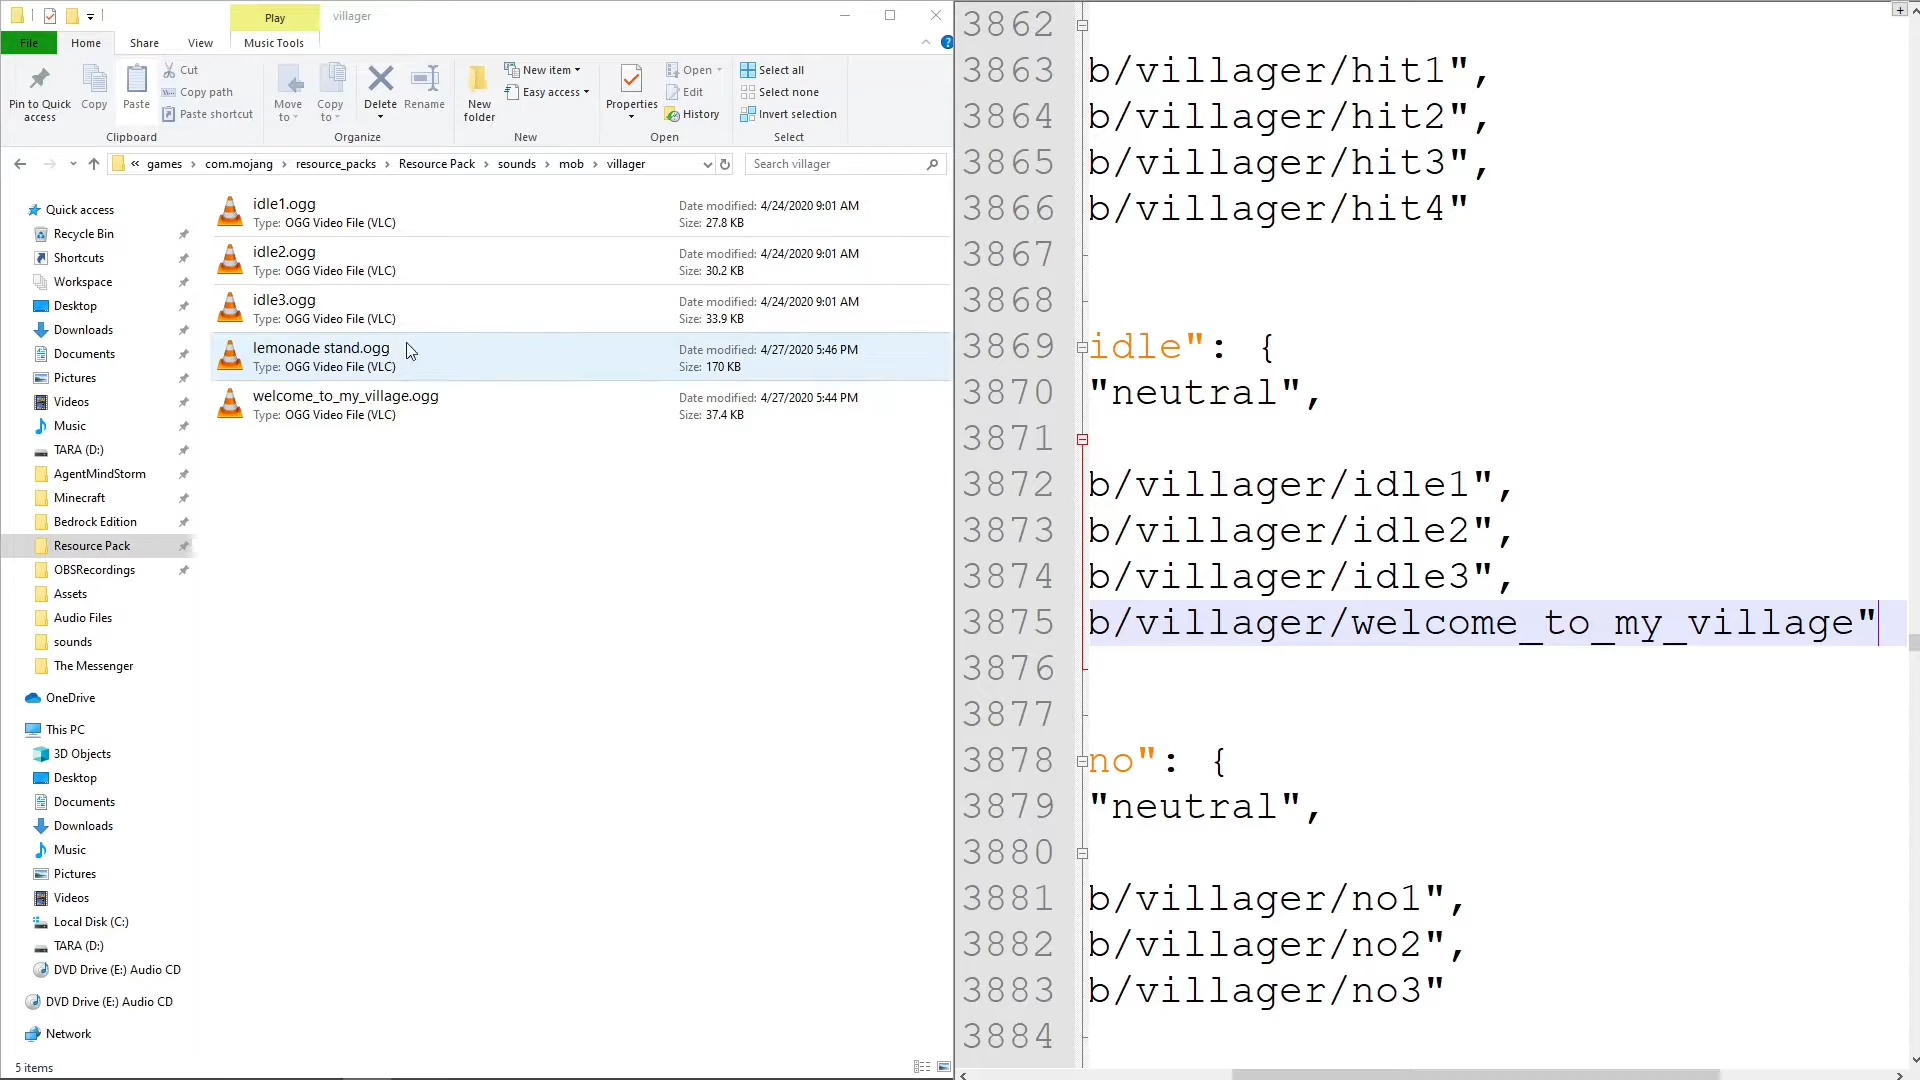 Play
villager
File
Home
Share
View
Music Tools
Pin to Quick access
Copy
Paste
Cut
Copy path
Paste shortcut
Clipboard
Move to
Copy to
Delete
Rename
Organize
New folder
New item
Easy access
New
Properties
Open
Edit
History
Open
Select all
Select none
Invert selection
Select
« games > com.mojang > resource_packs > Resource Pack > sounds > mob > villager
Search villager
Quick access
Recycle Bin
Shortcuts
Workspace
Desktop
Downloads
Documents
Pictures
Videos
Music
TARA (D:)
AgentMindStorm
Minecraft
Bedrock Edition
Resource Pack
OBSRecordings
Assets
Audio Files
sounds
The Messenger
OneDrive
This PC
3D Objects
Desktop
Documents
Downloads
Music
Pictures
Videos
Local Disk (C:)
TARA (D:)
DVD Drive (E:) Audio CD
DVD Drive (E:) Audio CD
Network
5 items
idle1.ogg
Date modified: 4/24/2020 9:01 AM
Type: OGG Video File (VLC)
Size: 27.8 KB
idle2.ogg
Date modified: 4/24/2020 9:01 AM
Type: OGG Video File (VLC)
Size: 30.2 KB
idle3.ogg
Date modified: 4/24/2020 9:01 AM
Type: OGG Video File (VLC)
Size: 33.9 KB
lemonade stand.ogg
Date modified: 4/27/2020 5:46 PM
Type: OGG Video File (VLC)
Size: 170 KB
welcome_to_my_village.ogg
Date modified: 4/27/2020 5:44 PM
Type: OGG Video File (VLC)
Size: 37.4 KB
3862
3863 b/villager/hit1",
3864 b/villager/hit2",
3865 b/villager/hit3",
3866 b/villager/hit4"
3867
3868
3869 idle": {
3870 "neutral",
3871
3872 b/villager/idle1",
3873 b/villager/idle2",
3874 b/villager/idle3",
3875 b/villager/welcome_to_my_village"
3876
3877
3878 no": {
3879 "neutral",
3880
3881 b/villager/no1",
3882 b/villager/no2",
3883 b/villager/no3"
3884